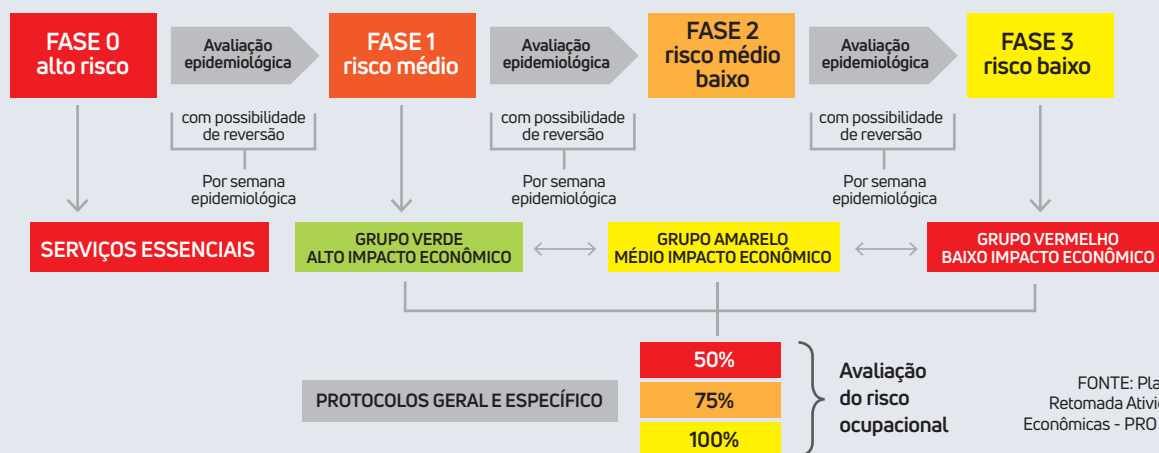 FASE 0
alto risco
Avaliação
epidemiológica
FASE 1
risco médio
Avaliação
epidemiológica
FASE 2
risco médio
baixo
Avaliação
epidemiológica
FASE 3
risco baixo
com possibilidade
de reversão
com possibilidade
de reversão
com possibilidade
de reversão
Por semana
epidemiológica
Por semana
epidemiológica
Por semana
epidemiológica
SERVIÇOS ESSENCIAIS
GRUPO VERDE
ALTO IMPACTO ECONÔMICO
GRUPO AMARELO
MÉDIO IMPACTO ECONÔMICO
GRUPO VERMELHO
BAIXO IMPACTO ECONÔMICO
PROTOCOLOS GERAL E ESPECÍFICO
50%
75%
100%
Avaliação
do risco
ocupacional
FONTE:
Retomada
Econômicas - PRO